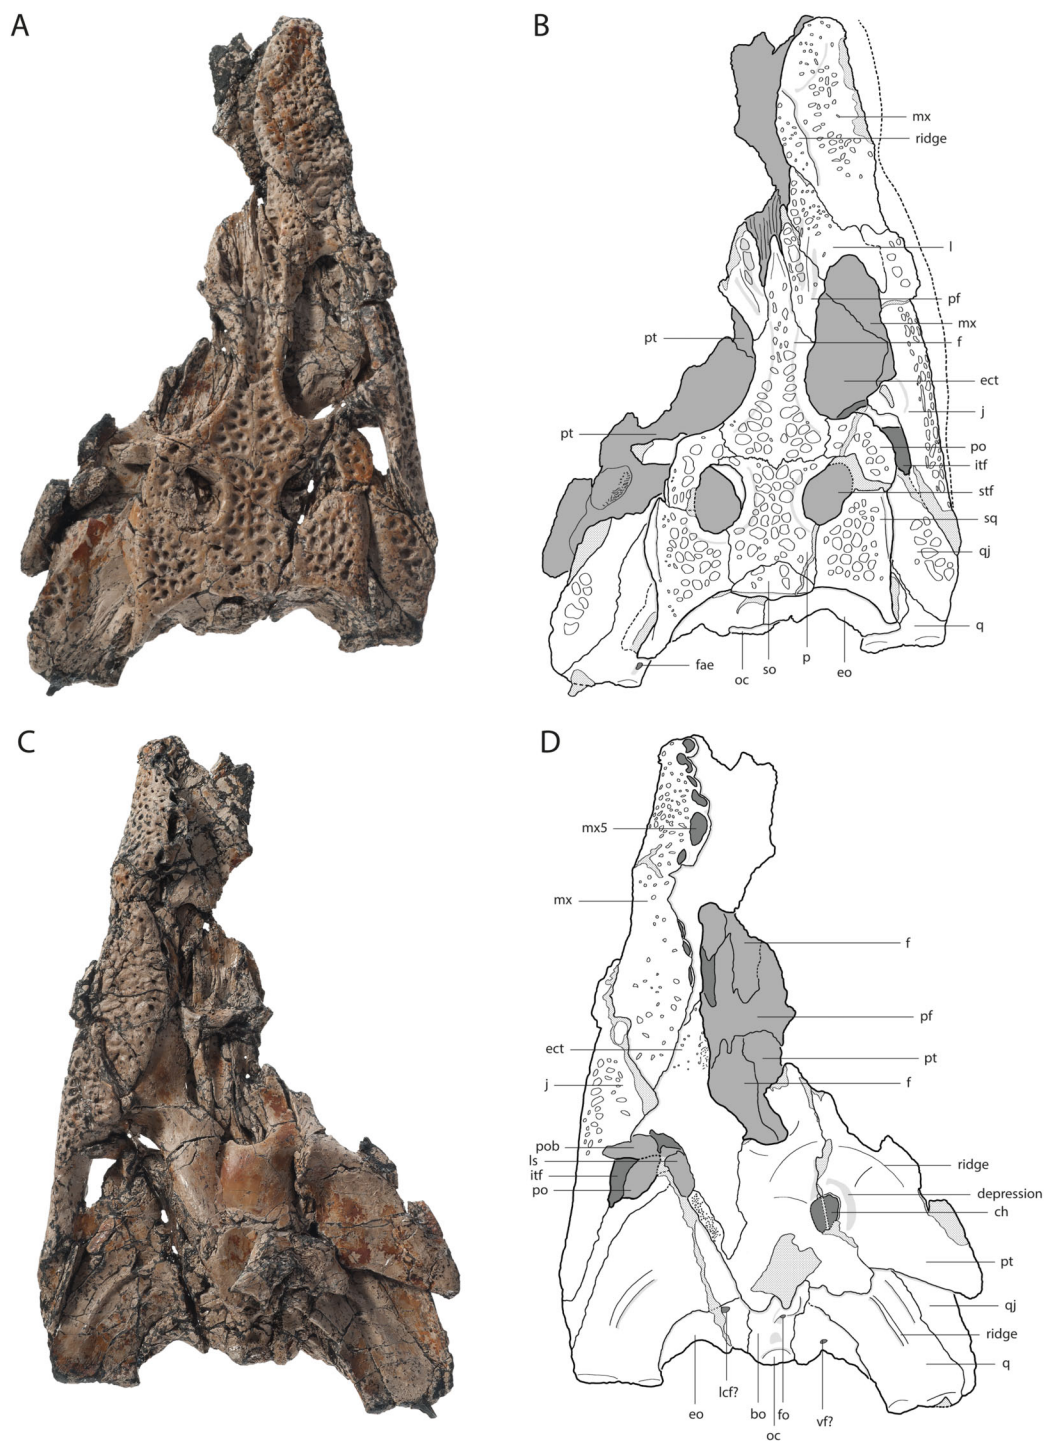 A
B
mx
ridge
l
pf
mx
pt
f
ect
j
pt
po
itf
stf
sq
qj
q
fae
oc
so
p
eo
C
D
mx5
mx
f
pf
ect
pt
j
f
pob
ls
itf
po
ridge
depression
ch
pt
qj
ridge
q
lcf?
eo
bo
fo
vf?
oc